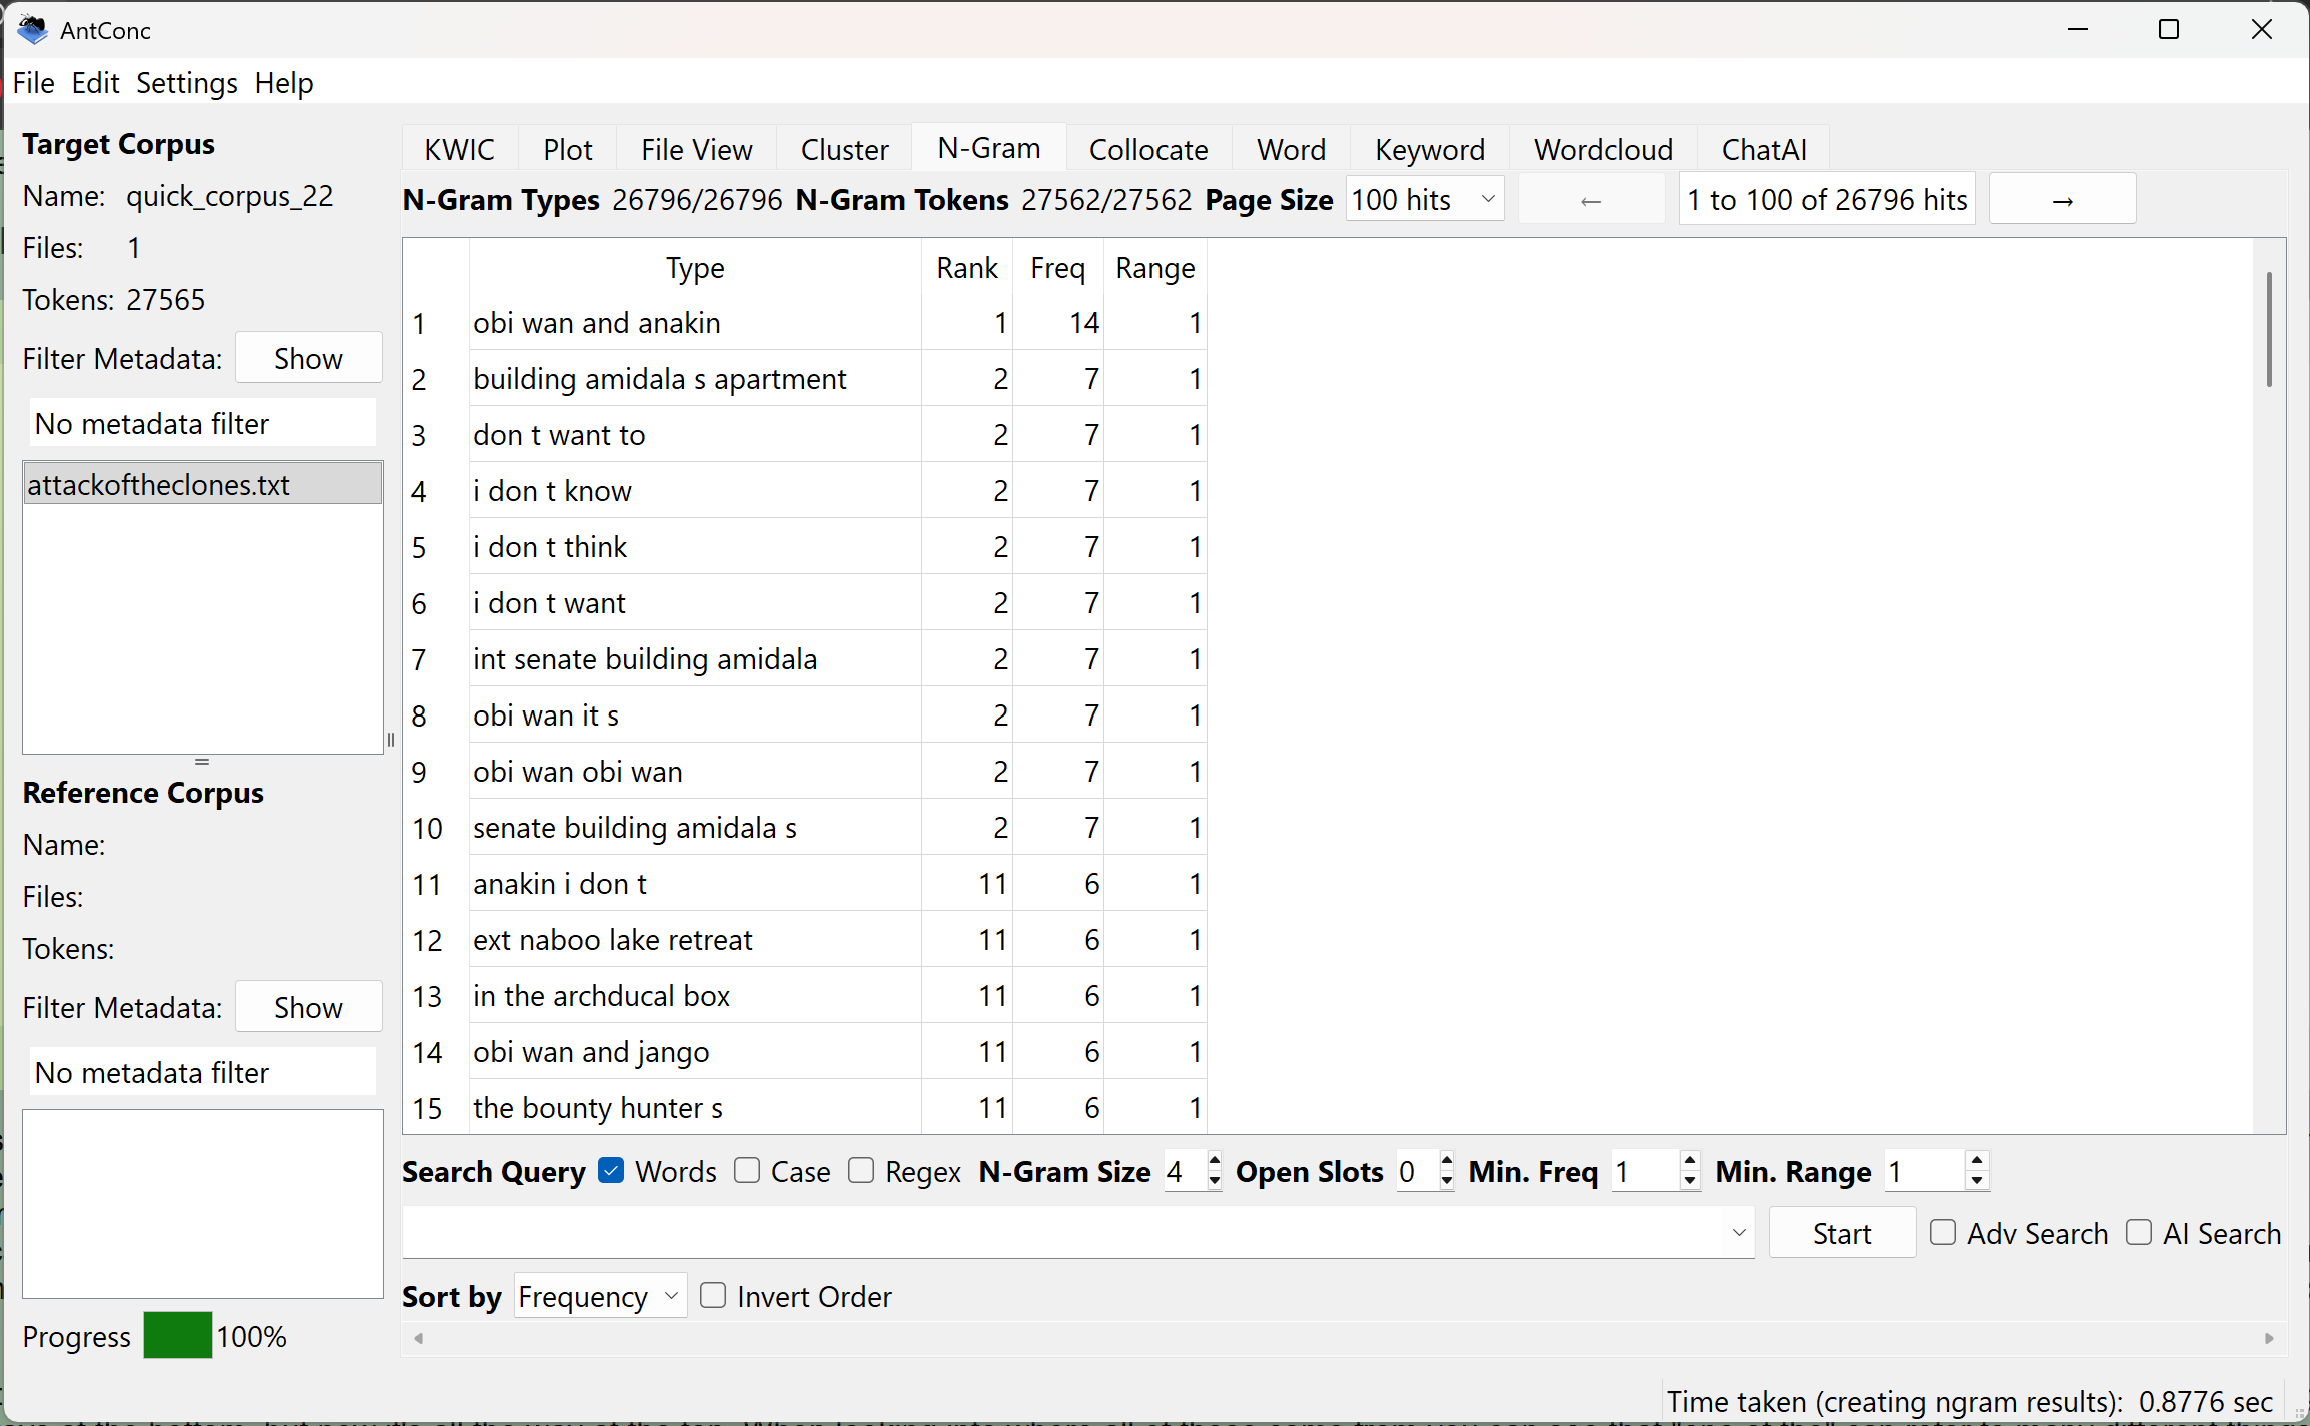 AntConc
File Edit Settings Help
Target Corpus
Name: quick_corpus_22
Files: 1
Tokens: 27565
Filter Metadata: Show
No metadata filter
attackoftheclones.txt
Reference Corpus
Name:
Files:
Tokens:
Filter Metadata: Show
No metadata filter
Progress 100%
KWIC Plot File View Cluster N-Gram Collocate Word Keyword Wordcloud ChatAI
N-Gram Types 26796/26796 N-Gram Tokens 27562/27562 Page Size 100 hits ← 1 to 100 of 26796 hits →
Type Rank Freq Range
1 obi wan and anakin 1 14 1
2 building amidala s apartment 2 7 1
3 don t want to 2 7 1
4 i don t know 2 7 1
5 i don t think 2 7 1
6 i don t want 2 7 1
7 int senate building amidala 2 7 1
8 obi wan it s 2 7 1
9 obi wan obi wan 2 7 1
10 senate building amidala s 2 7 1
11 anakin i don t 11 6 1
12 ext naboo lake retreat 11 6 1
13 in the archducal box 11 6 1
14 obi wan and jango 11 6 1
15 the bounty hunter s 11 6 1
Search Query Words Case Regex N-Gram Size 4 Open Slots 0 Min. Freq 1 Min. Range 1
Start Adv Search AI Search
Sort by Frequency Invert Order
Time taken (creating ngram results): 0.8776 sec